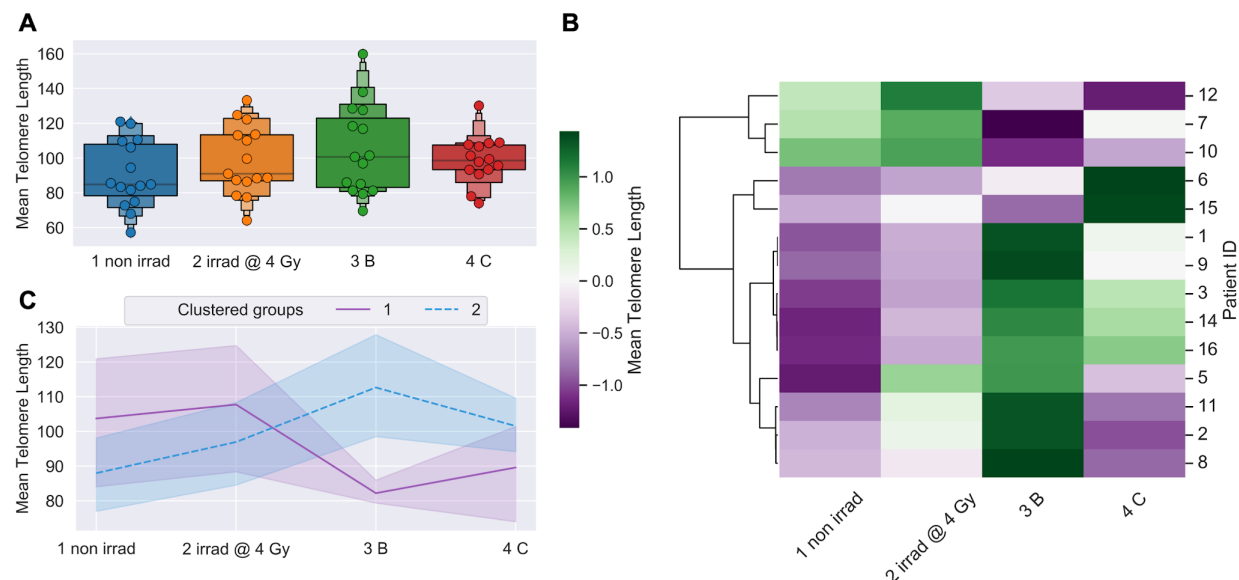 A
Mean Telomere Length
160
140
120
100
80
60
1 non irrad
2 irrad @ 4 Gy
3 B
4 C
B
1.0
0.5
0.0
−0.5
−1.0
Mean Telomere Length
12
7
10
6
15
1
9
3
14
16
5
11
2
8
Patient ID
1 non irrad
2 irrad @ 4 Gy
3 B
4 C
C
Clustered groups 1 2
Mean Telomere Length
130
120
110
100
90
80
1 non irrad
2 irrad @ 4 Gy
3 B
4 C